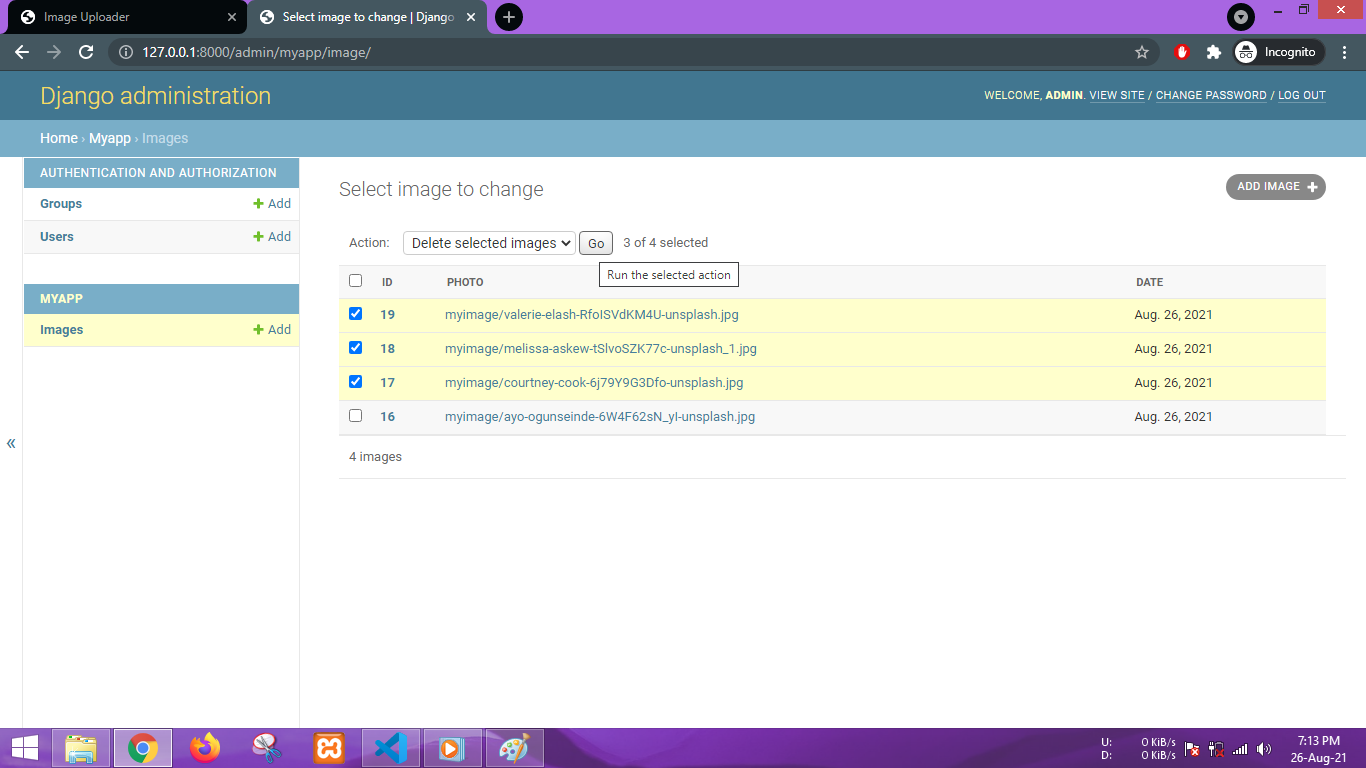 Image Uploader
Select image to change | Django
127.0.0.1:8000/admin/myapp/image/
Incognito
Django administration
WELCOME, ADMIN. VIEW SITE / CHANGE PASSWORD / LOG OUT
Home › Myapp › Images
AUTHENTICATION AND AUTHORIZATION
Groups + Add
Users + Add
MYAPP
Images + Add
«
Select image to change
ADD IMAGE +
Action: Delete selected images Go 3 of 4 selected
Run the selected action
ID PHOTO DATE
19 myimage/valerie-elash-RfoISVdKM4U-unsplash.jpg Aug. 26, 2021
18 myimage/melissa-askew-tSlvoSZK77c-unsplash_1.jpg Aug. 26, 2021
17 myimage/courtney-cook-6j79Y9G3Dfo-unsplash.jpg Aug. 26, 2021
16 myimage/ayo-ogunseinde-6W4F62sN_yI-unsplash.jpg Aug. 26, 2021
4 images
U: 0 KiB/s
D: 0 KiB/s
7:13 PM
26-Aug-21